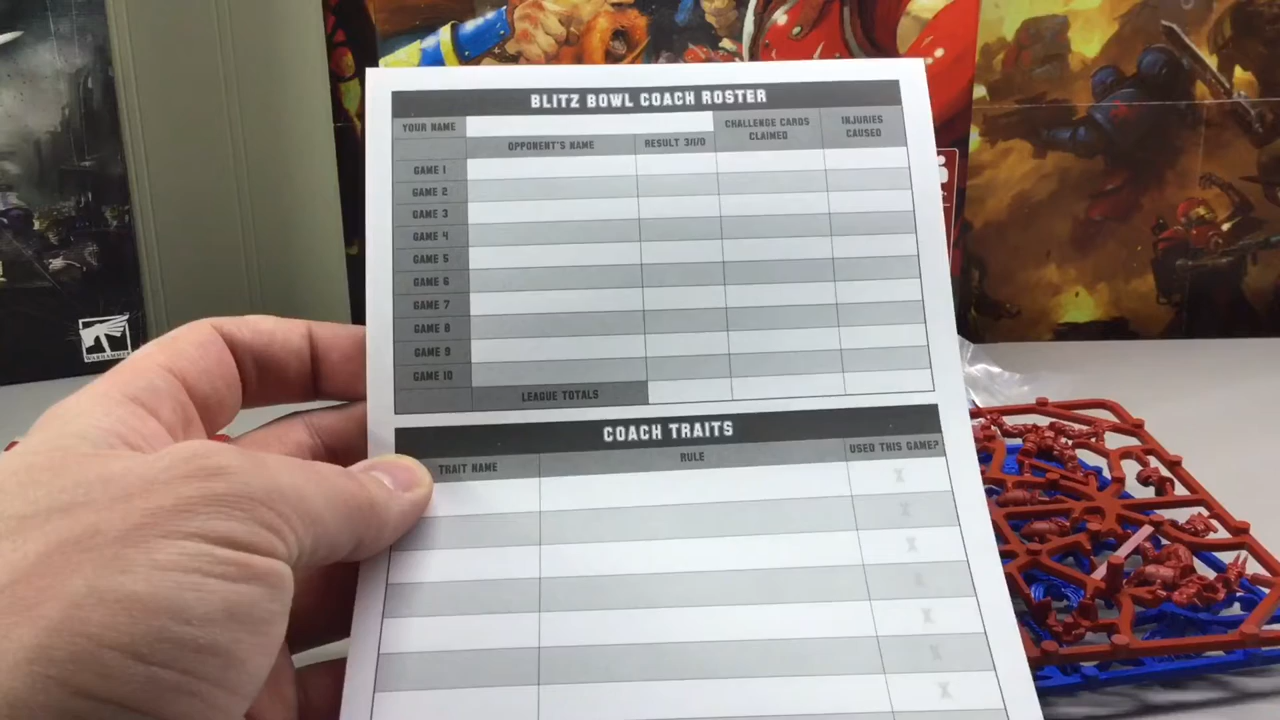 BLITZ BOWL COACH ROSTER
YOUR NAME
CHALLENGE CARDS CLAIMED
INJURIES CAUSED
OPPONENT'S NAME
RESULT 3/1/0
GAME 1
GAME 2
GAME 3
GAME 4
GAME 5
GAME 6
GAME 7
GAME 8
GAME 9
GAME 10
LEAGUE TOTALS
COACH TRAITS
TRAIT NAME
RULE
USED THIS GAME?
X
X
X
X
X
X
WARHAMMER